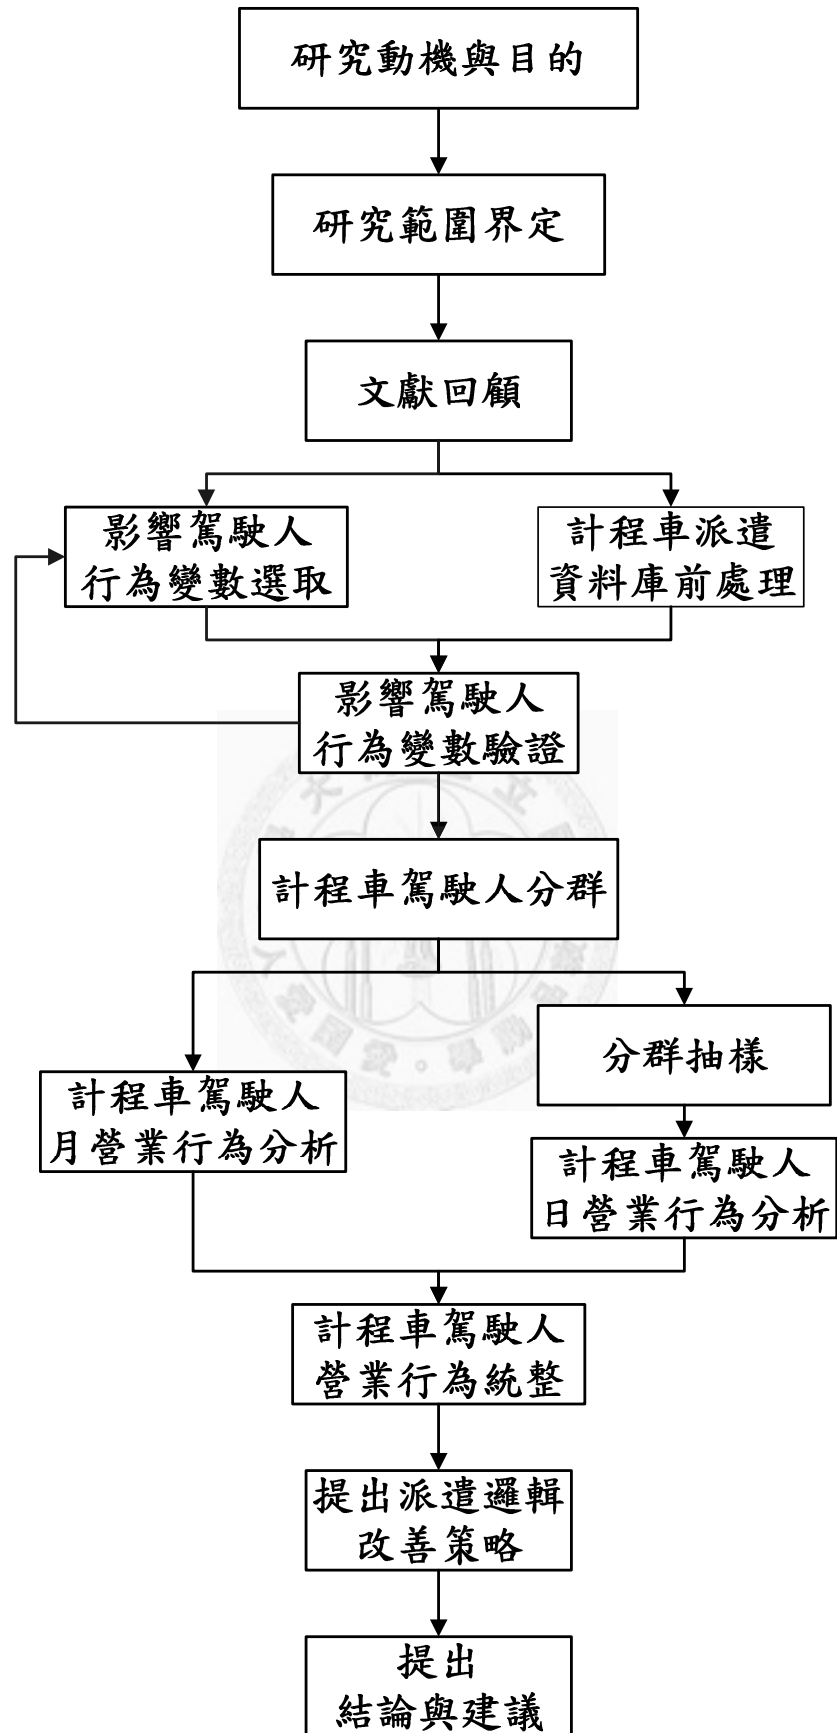 研究動機與目的
研究範圍界定
文獻回顧
影響駕駛人
行為變數選取
計程車派遣
資料庫前處理
影響駕駛人
行為變數驗證
計程車駕駛人分群
分群抽樣
計程車駕駛人
月營業行為分析
計程車駕駛人
日營業行為分析
計程車駕駛人
營業行為統整
提出派遣邏輯
改善策略
提出
結論與建議